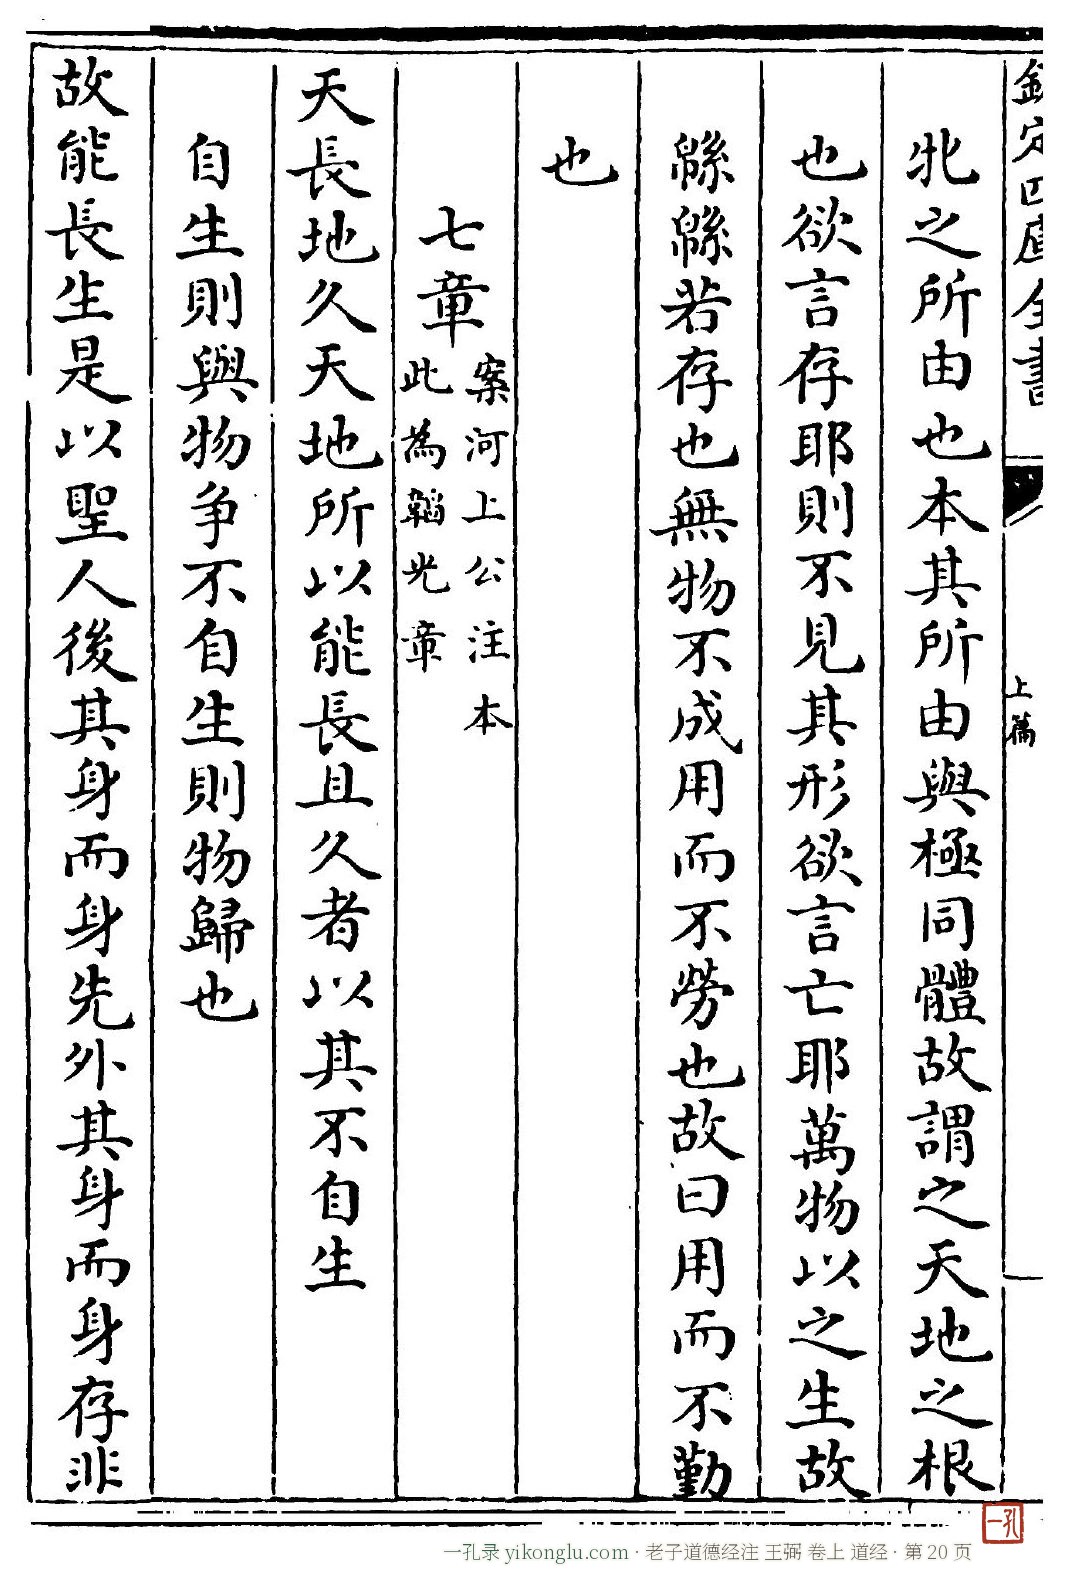 欽定四庫全書
上篇
牝之所由也本其所由與極同體故謂之天地之根
也欲言存耶則不見其形欲言亡耶萬物以之生故
緜緜若存也無物不成用而不勞也故曰用而不勤
也
七章案河上公注本
此為韜光章
天長地久天地所以能長且久者以其不自生
自生則與物爭不自生則物歸也
故能長生是以聖人後其身而身先外其身而身存非
一孔
一孔录 yikonglu.com · 老子道德经注 王弼 卷上 道经 · 第 20 页